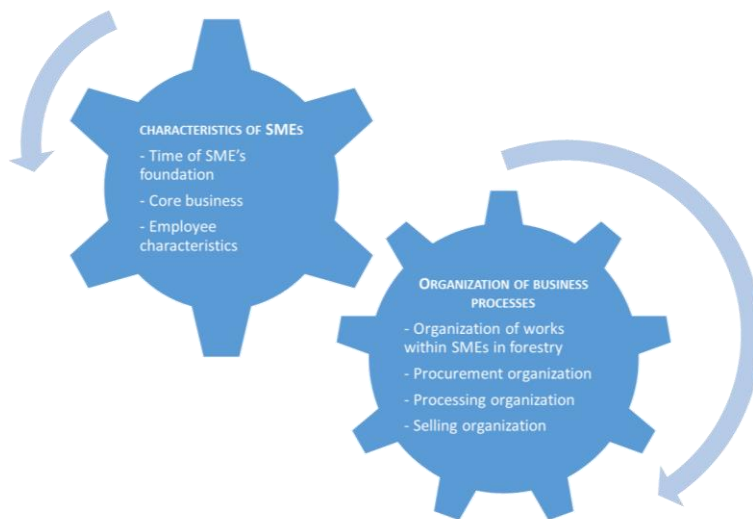 CHARACTERISTICS OF SMES
- Time of SME's
foundation
- Core business
- Employee
characteristics
ORGANIZATION OF BUSINESS
PROCESSES
- Organization of works
within SMEs in forestry
- Procurement organization
- Processing organization
- Selling organization